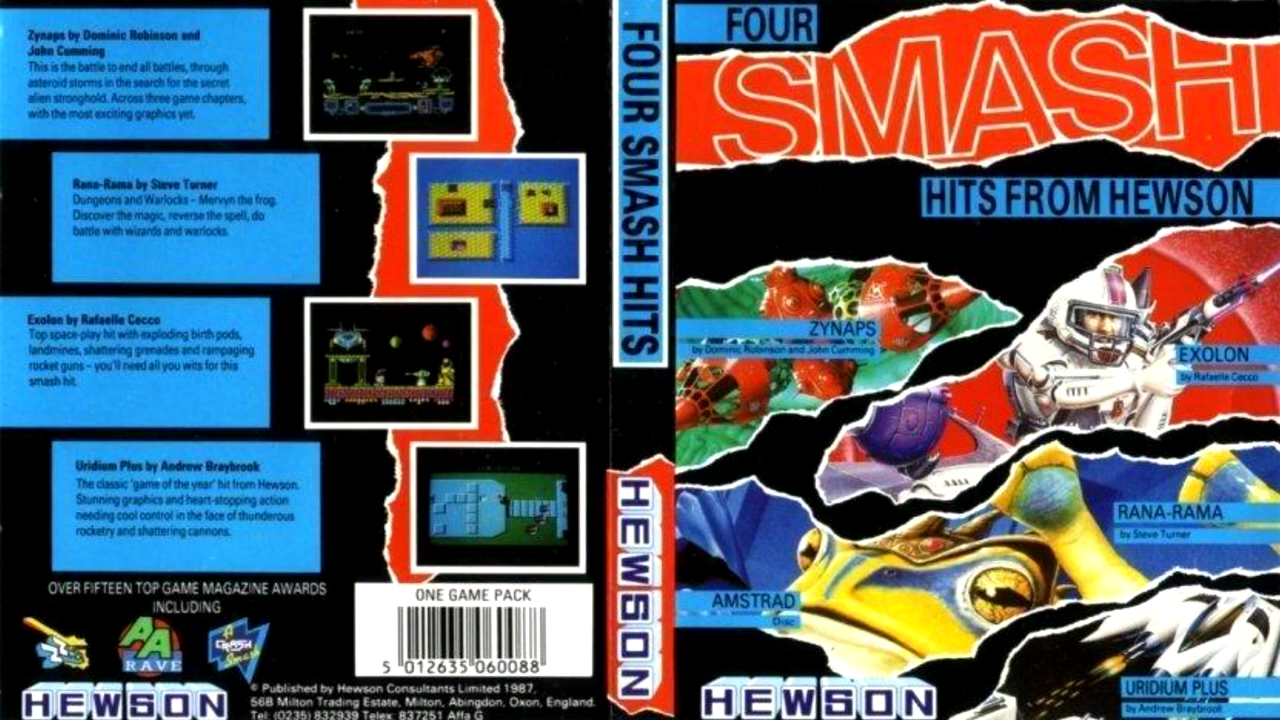 Zynaps by Dominic Robinson and
John Cumming
This is the battle to end all battles, through
asteroid storms in the search for the secret
alien stronghold. Across three game chapters,
with the most exciting graphics yet.
Rana-Rama by Steve Turner
Dungeons and Warlocks – Mervyn the frog.
Discover the magic, reverse the spell, do
battle with wizards and warlocks.
Exolon by Rafaelle Cecco
Top space-play hit with exploding birth pods,
landmines, shattering grenades and rampaging
rocket guns – you'll need all you wits for this
smash hit.
Uridium Plus by Andrew Braybrook
The classic 'game of the year' hit from Hewson.
Stunning graphics and heart-stopping action
needing cool control in the face of thunderous
rocketry and shattering cannons.
OVER FIFTEEN TOP GAME MAGAZINE AWARDS
INCLUDING
AA
RAVE
A
CRASH
Smash
ONE GAME PACK
5 012635 060088
HEWSON
© Published by Hewson Consultants Limited 1987,
56B Milton Trading Estate, Milton, Abingdon, Oxon, England.
Tel: (0235) 832939 Telex: 837251 Affa G
FOUR SMASH HITS
HEWSON
FOUR
SMASH
HITS FROM HEWSON
ZYNAPS
by Dominic Robinson and John Cumming
EXOLON
by Rafaelle Cecco
RANA-RAMA
by Steve Turner
AMSTRAD
Disc
URIDIUM PLUS
by Andrew Braybrook
HEWSON